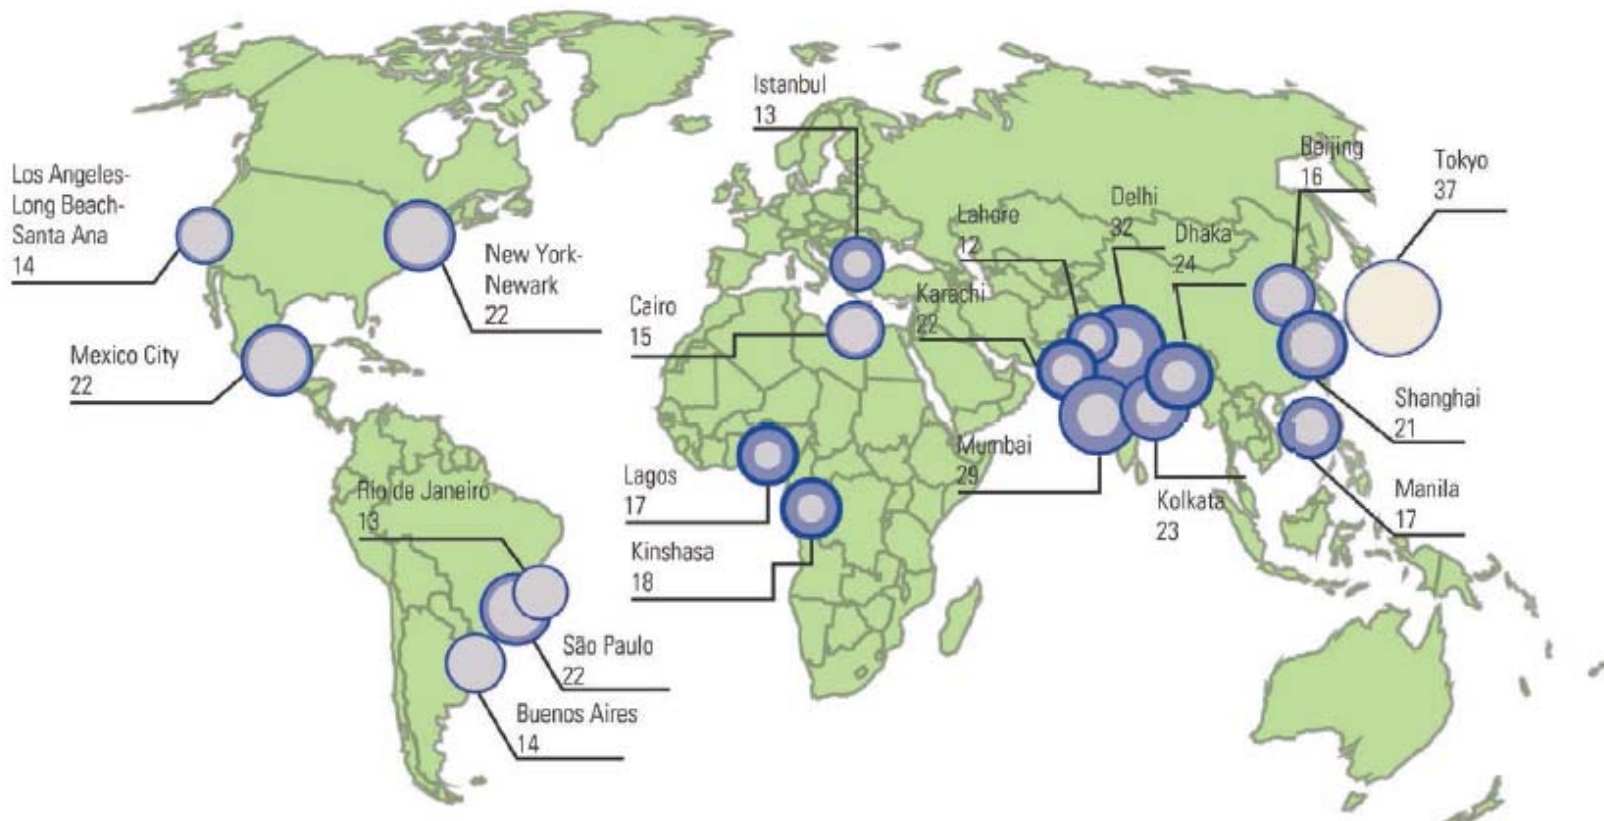 Istanbul
13
Beijing
16
Tokyo
37
Los Angeles-
Long Beach-
Santa Ana
14
Lahore
12
Delhi
32
Dhaka
24
New York-
Newark
22
Cairo
15
Karachi
22
Mexico City
22
Shanghai
21
Mumbai
29
Lagos
17
Kolkata
23
Manila
17
Rio de Janeiro
13
Kinshasa
18
São Paulo
22
Buenos Aires
14